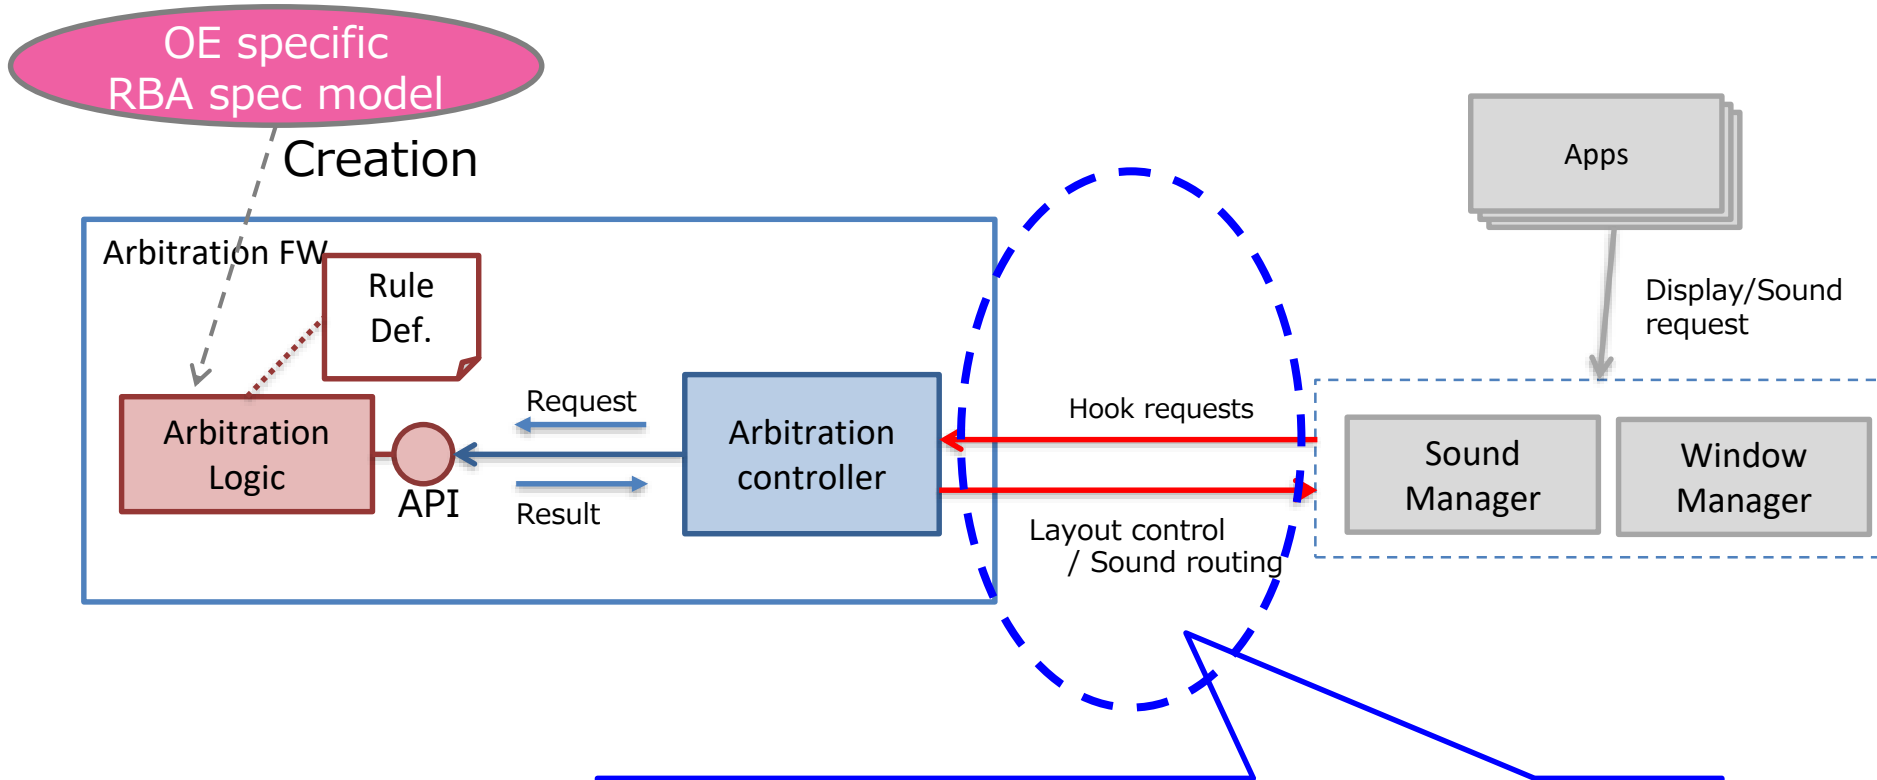 OE specific
RBA spec model
Creation
Apps
Arbitration FW
Rule
Def.
Display/Sound
request
Request
Hook requests
Arbitration
Logic
API
Result
Arbitration
controller
Sound
Manager
Window
Manager
Layout control
/ Sound routing